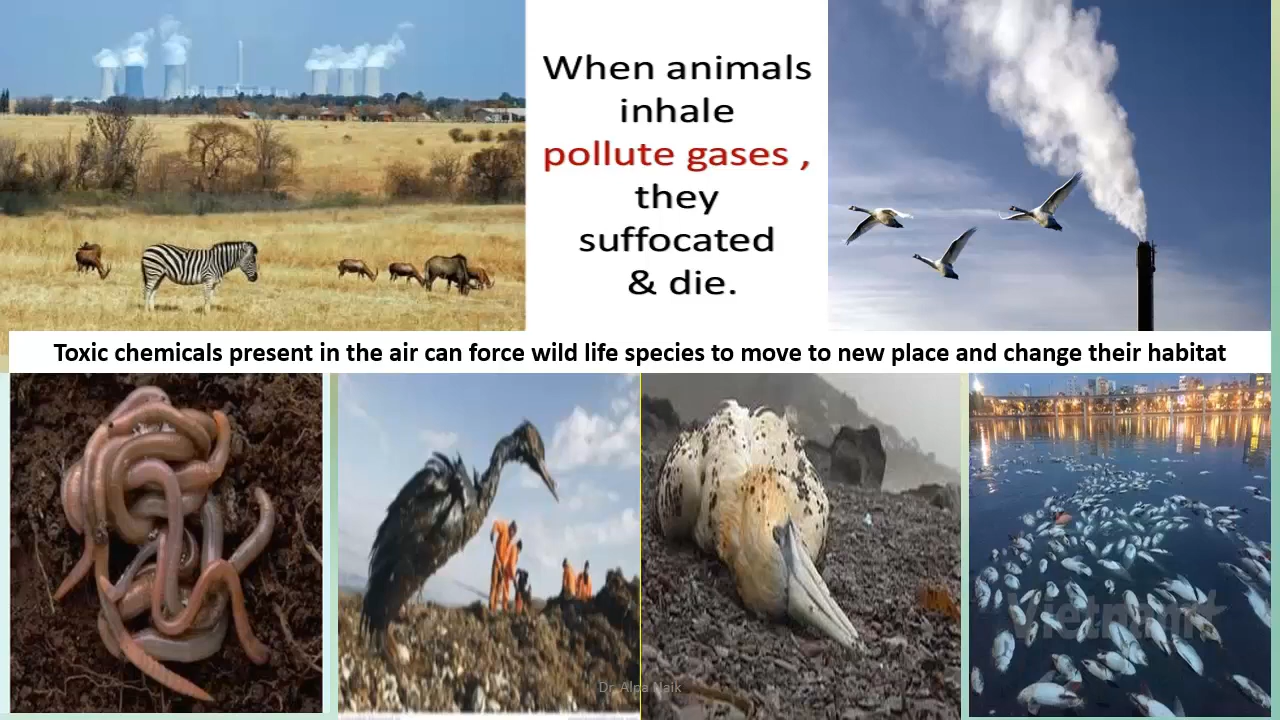 When animals
inhale
pollute gases ,
they
suffocated
& die.
Toxic chemicals present in the air can force wild life species to move to new place and change their habitat
Dr. Alpa Naik